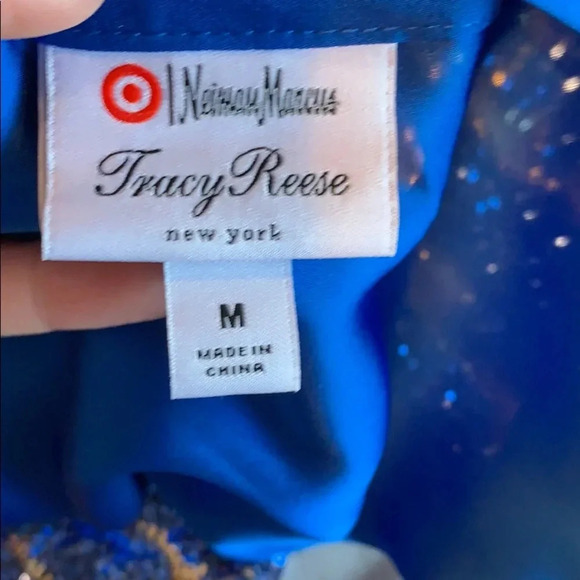 | Neiman Marcus
Tracy Reese
new york
M
MADE IN
CHINA